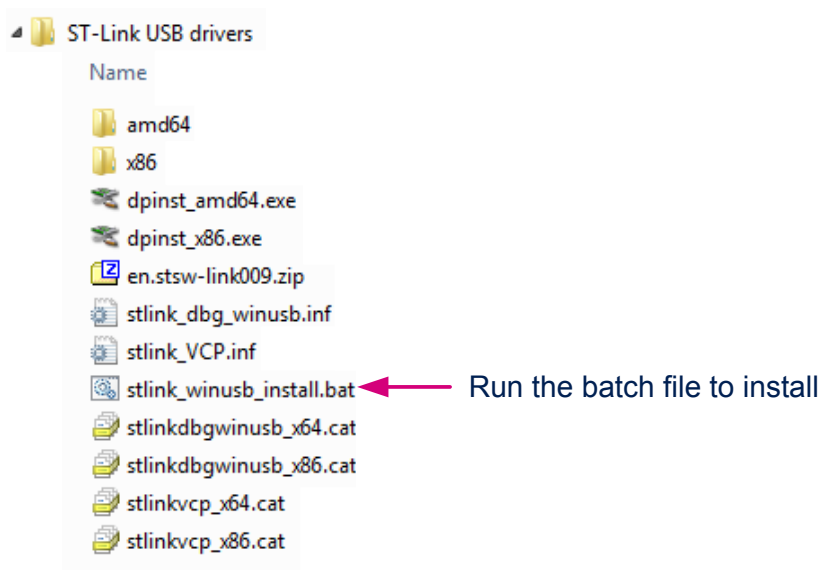 ST-Link USB drivers
Name
amd64
x86
dpinst_amd64.exe
dpinst_x86.exe
en.stsw-link009.zip
stlink_dbg_winusb.inf
stlink_VCP.inf
stlink_winusb_install.bat Run the batch file to install
stlinkdbgwinusb_x64.cat
stlinkdbgwinusb_x86.cat
stlinkvcp_x64.cat
stlinkvcp_x86.cat